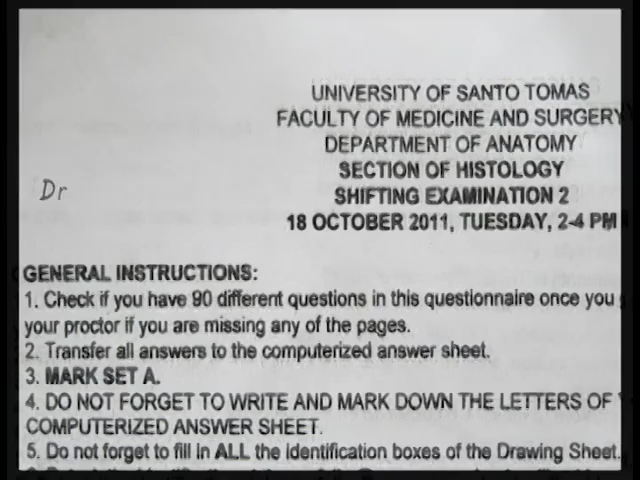 UNIVERSITY OF SANTO TOMAS
FACULTY OF MEDICINE AND SURGERY
DEPARTMENT OF ANATOMY
SECTION OF HISTOLOGY
SHIFTING EXAMINATION 2
18 OCTOBER 2011, TUESDAY, 2-4 PM
Dr
GENERAL INSTRUCTIONS:
1. Check if you have 90 different questions in this questionnaire once you
your proctor if you are missing any of the pages.
2. Transfer all answers to the computerized answer sheet.
3. MARK SET A.
4. DO NOT FORGET TO WRITE AND MARK DOWN THE LETTERS OF
COMPUTERIZED ANSWER SHEET.
5. Do not forget to fill in ALL the identification boxes of the Drawing Sheet.